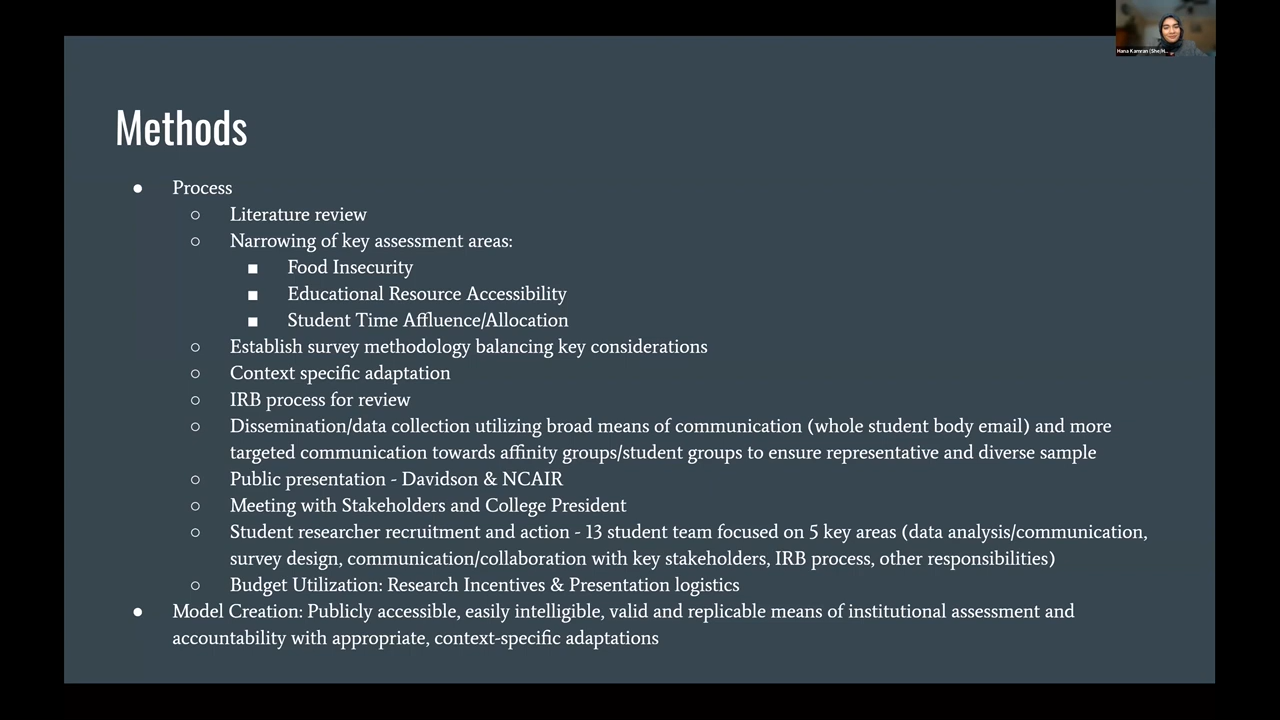 Hana Kamran (She/H...
Methods
● Process
○ Literature review
○ Narrowing of key assessment areas:
■ Food Insecurity
■ Educational Resource Accessibility
■ Student Time Affluence/Allocation
○ Establish survey methodology balancing key considerations
○ Context specific adaptation
○ IRB process for review
○ Dissemination/data collection utilizing broad means of communication (whole student body email) and more
targeted communication towards affinity groups/student groups to ensure representative and diverse sample
○ Public presentation - Davidson & NCAIR
○ Meeting with Stakeholders and College President
○ Student researcher recruitment and action - 13 student team focused on 5 key areas (data analysis/communication,
survey design, communication/collaboration with key stakeholders, IRB process, other responsibilities)
○ Budget Utilization: Research Incentives & Presentation logistics
● Model Creation: Publicly accessible, easily intelligible, valid and replicable means of institutional assessment and
accountability with appropriate, context-specific adaptations